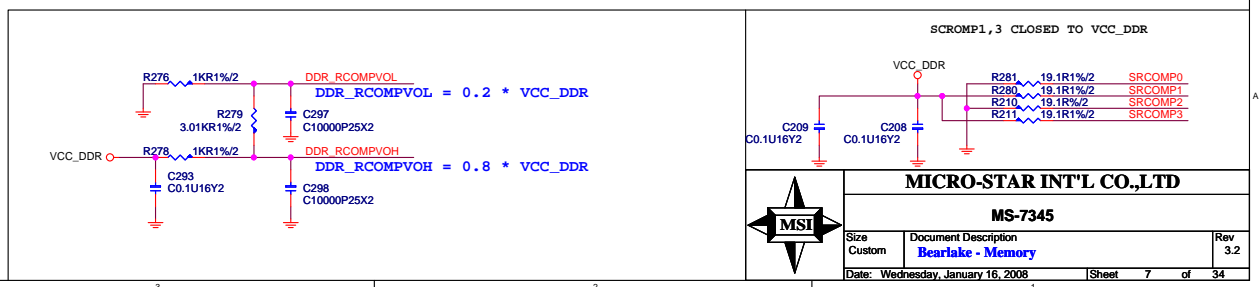 SCROMP1,3 CLOSED TO VCC_DDR
R276
1KR1%/2
DDR_RCOMPVOL
DDR_RCOMPVOL = 0.2 * VCC_DDR
R279
3.01KR1%/2
C297
C10000P25X2
VCC_DDR
R278
1KR1%/2
DDR_RCOMPVOH
DDR_RCOMPVOH = 0.8 * VCC_DDR
C293
C0.1U16Y2
C298
C10000P25X2
VCC_DDR
R281 19.1R1%/2 SRCOMP0
R280 19.1R1%/2 SRCOMP1
R210 19.1R%/2 SRCOMP2
R211 19.1R1%/2 SRCOMP3
C209
C0.1U16Y2
C208
C0.1U16Y2
A
MSI
MICRO-STAR INT'L CO.,LTD
MS-7345
Size
Custom
Document Description
Bearlake - Memory
Rev
3.2
Date: Wednesday, January 16, 2008
Sheet 7 of 34
3
2
1